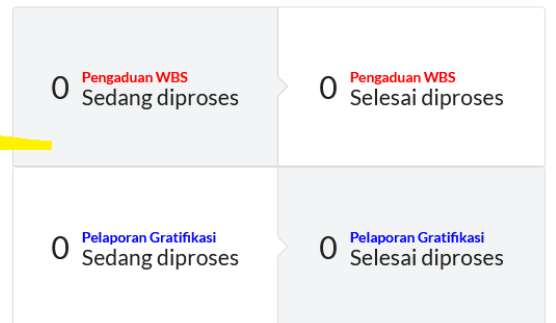 0 Pengaduan WBS
Sedang diproses
0 Pengaduan WBS
Selesai diproses
0 Pelaporan Gratifikasi
Sedang diproses
0 Pelaporan Gratifikasi
Selesai diproses